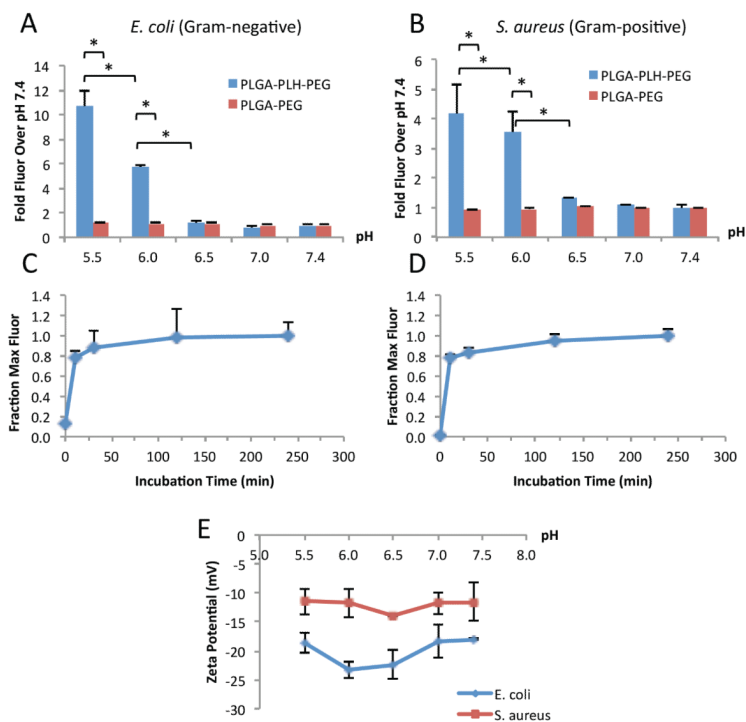 A
E. coli (Gram-negative)
Fold Fluor Over pH 7.4
14
12
10
8
6
4
2
0
*
*
*
*
PLGA-PLH-PEG
PLGA-PEG
5.5 6.0 6.5 7.0 7.4
pH
B
S. aureus (Gram-positive)
Fold Fluor Over pH 7.4
6
5
4
3
2
1
0
*
*
*
*
PLGA-PLH-PEG
PLGA-PEG
5.5 6.0 6.5 7.0 7.4
pH
C
Fraction Max Fluor
1.4
1.2
1.0
0.8
0.6
0.4
0.2
0.0
0 50 100 150 200 250 300
Incubation Time (min)
D
Fraction Max Fluor
1.4
1.2
1.0
0.8
0.6
0.4
0.2
0.0
0 50 100 150 200 250 300
Incubation Time (min)
E
pH
Zeta Potential (mV)
0
-5
-10
-15
-20
-25
-30
5.0 5.5 6.0 6.5 7.0 7.5 8.0
E. coli
S. aureus